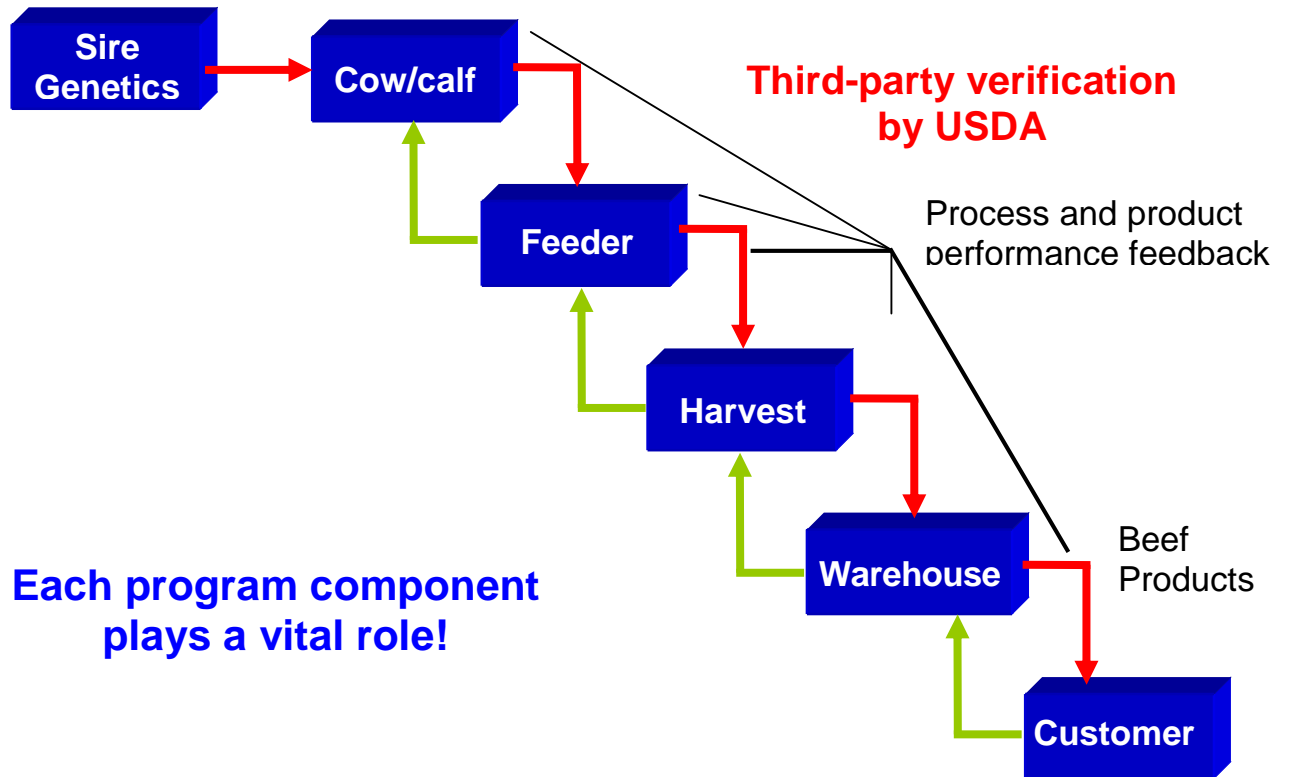 Sire
Genetics
Cow/calf
Third-party verification
by USDA
Feeder
Process and product
performance feedback
Harvest
Warehouse
Beef
Products
Each program component
plays a vital role!
Customer